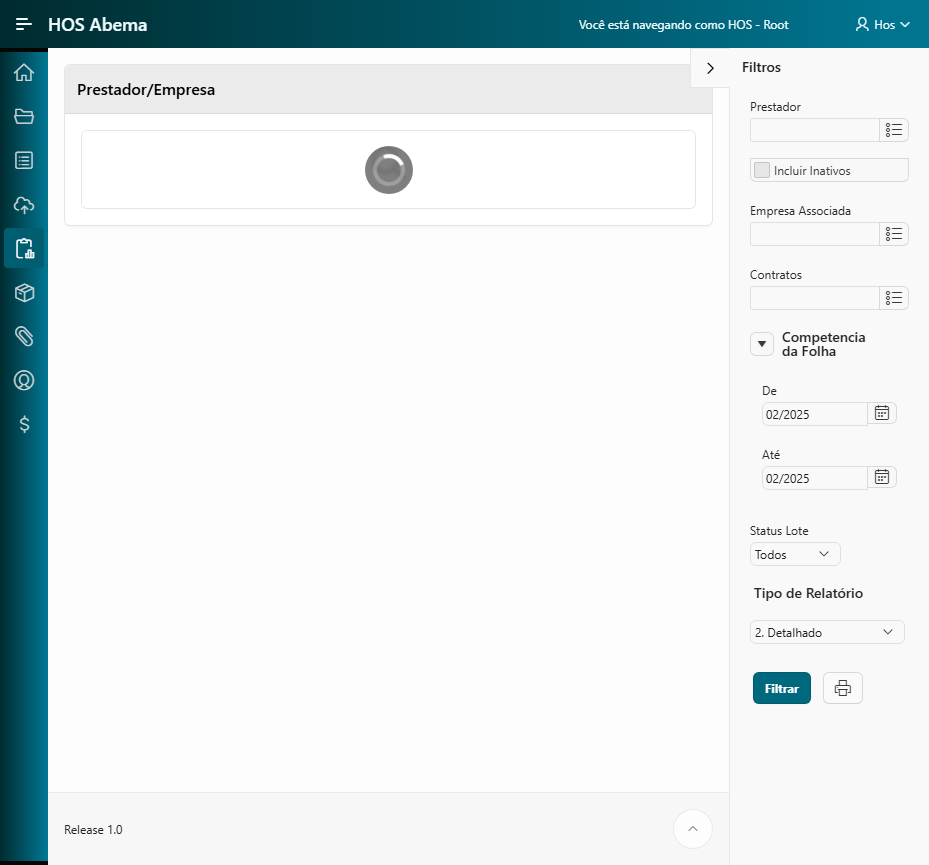 HOS Abema
Você está navegando como HOS - Root
Hos
Prestador/Empresa
Filtros
Prestador
Incluir Inativos
Empresa Associada
Contratos
Competencia
da Folha
De
02/2025
Até
02/2025
Status Lote
Todos
Tipo de Relatório
2. Detalhado
Filtrar
Release 1.0